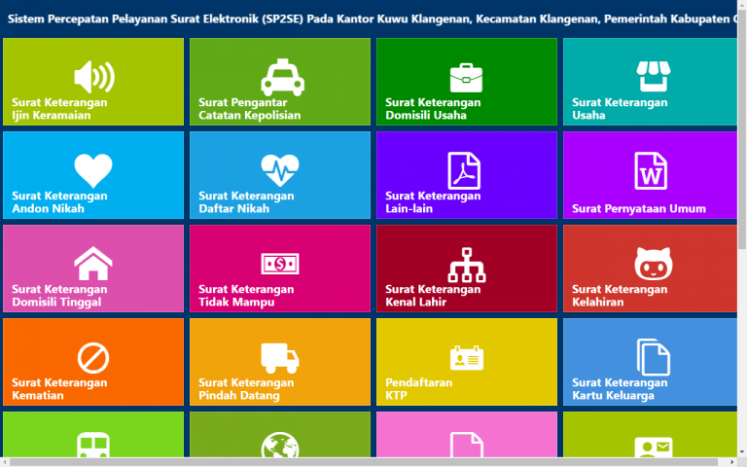 Sistem Percepatan Pelayanan Surat Elektronik (SP2SE) Pada Kantor Kuwu Klangenan, Kecamatan Klangenan, Pemerintah Kabupaten
Surat Keterangan
Ijin Keramaian
Surat Pengantar
Catatan Kepolisian
Surat Keterangan
Domisili Usaha
Surat Keterangan
Usaha
Surat Keterangan
Andon Nikah
Surat Keterangan
Daftar Nikah
Surat Keterangan
Lain-lain
W
Surat Pernyataan Umum
Surat Keterangan
Domisili Tinggal
Surat Keterangan
Tidak Mampu
Surat Keterangan
Kenal Lahir
Surat Keterangan
Kelahiran
Surat Keterangan
Kematian
Surat Keterangan
Pindah Datang
Pendaftaran
KTP
Surat Keterangan
Kartu Keluarga